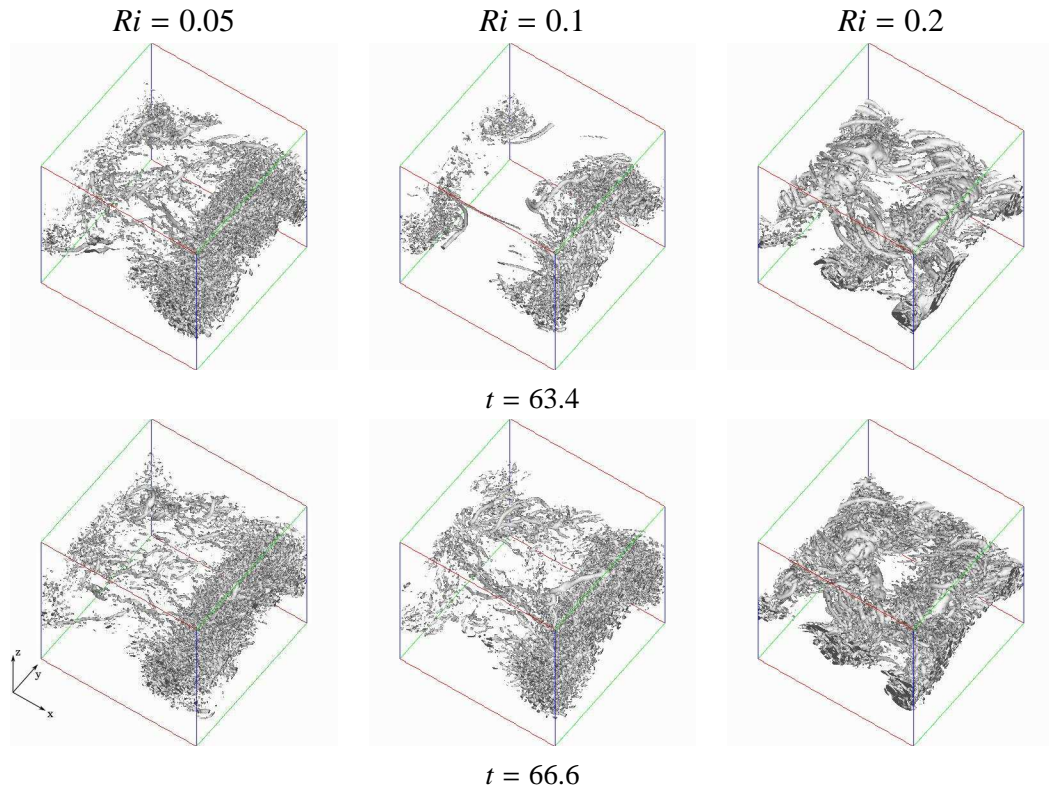 Ri = 0.05 Ri = 0.1 Ri = 0.2
t = 63.4
z
y
x
t = 66.6